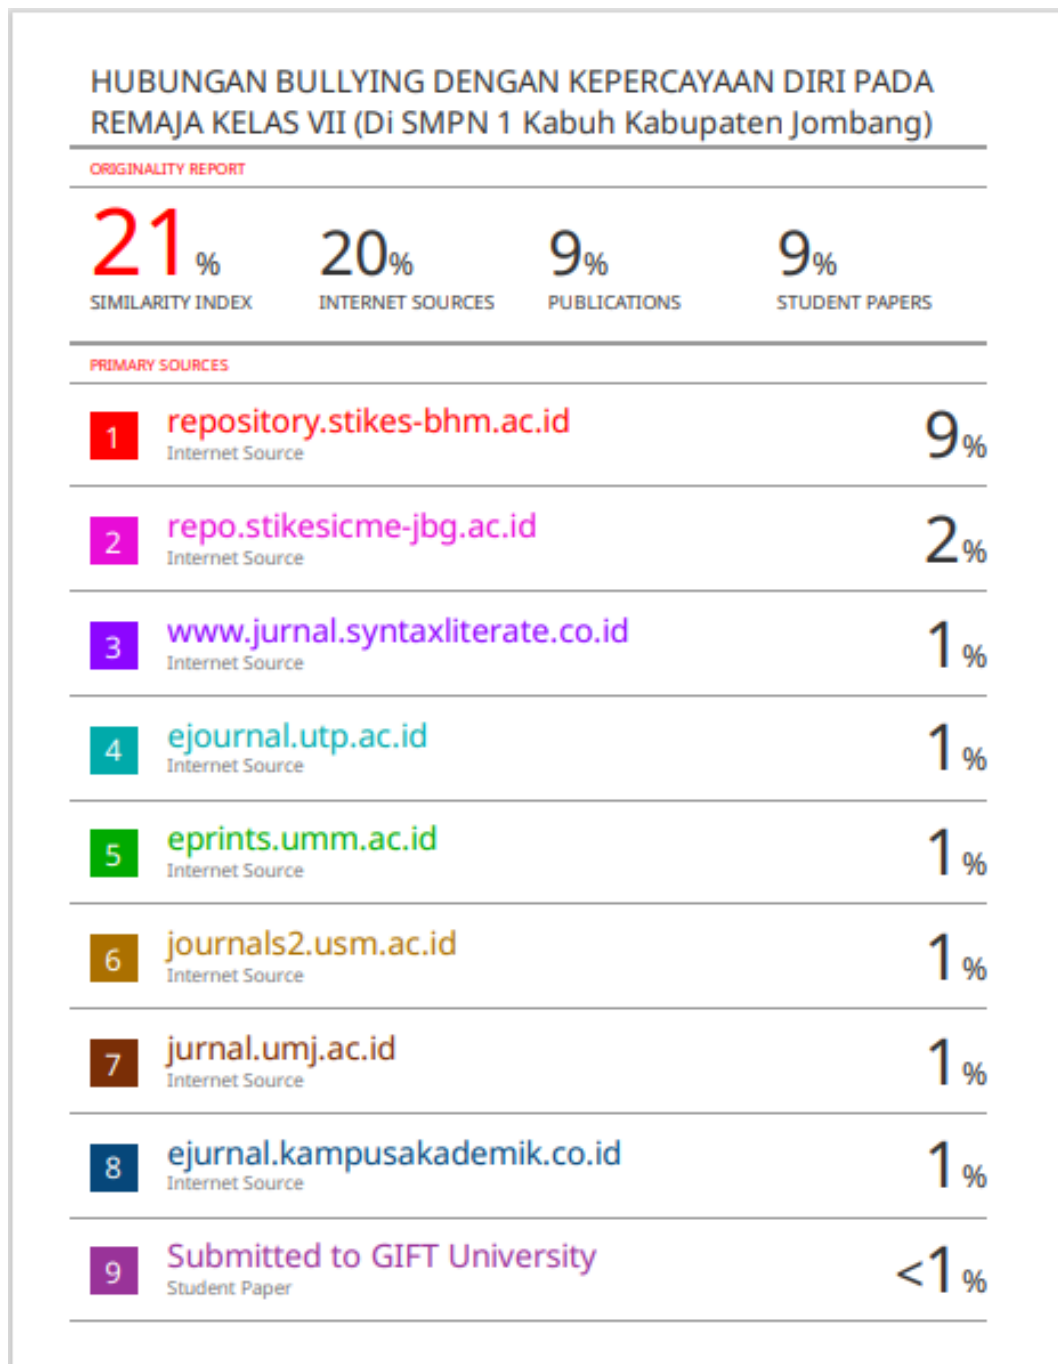 HUBUNGAN BULLYING DENGAN KEPERCAYAAN DIRI PADA
REMAJA KELAS VII (Di SMPN 1 Kabuh Kabupaten Jombang)
ORIGINALITY REPORT
21% 20% 9% 9%
SIMILARITY INDEX INTERNET SOURCES PUBLICATIONS STUDENT PAPERS
PRIMARY SOURCES
1 repository.stikes-bhm.ac.id 9%
Internet Source
2 repo.stikesicme-jbg.ac.id 2%
Internet Source
3 www.jurnal.syntaxliterate.co.id 1%
Internet Source
4 ejournal.utp.ac.id 1%
Internet Source
5 eprints.umm.ac.id 1%
Internet Source
6 journals2.usm.ac.id 1%
Internet Source
7 jurnal.umj.ac.id 1%
Internet Source
8 ejurnal.kampusakademik.co.id 1%
Internet Source
9 Submitted to GIFT University <1%
Student Paper